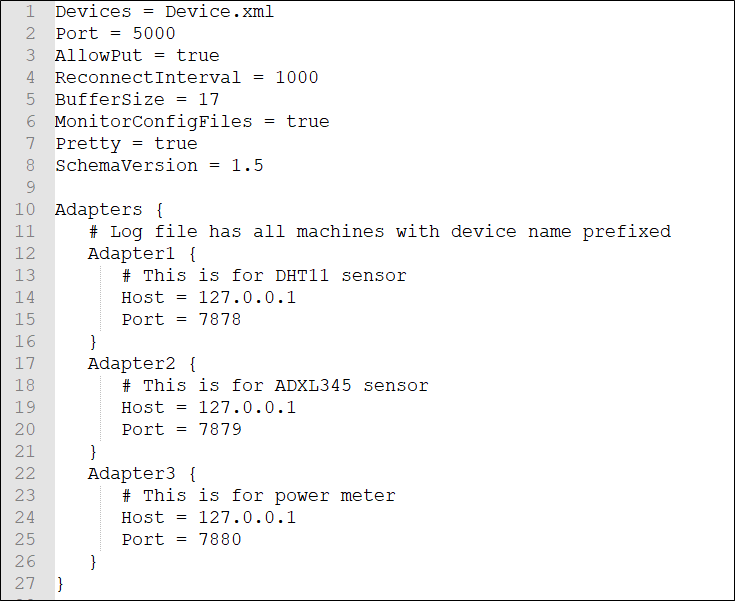 1 Devices = Device.xml
2 Port = 5000
3 AllowPut = true
4 ReconnectInterval = 1000
5 BufferSize = 17
6 MonitorConfigFiles = true
7 Pretty = true
8 SchemaVersion = 1.5
9
10 Adapters {
11    # Log file has all machines with device name prefixed
12    Adapter1 {
13       # This is for DHT11 sensor
14       Host = 127.0.0.1
15       Port = 7878
16    }
17    Adapter2 {
18       # This is for ADXL345 sensor
19       Host = 127.0.0.1
20       Port = 7879
21    }
22    Adapter3 {
23       # This is for power meter
24       Host = 127.0.0.1
25       Port = 7880
26    }
27 }